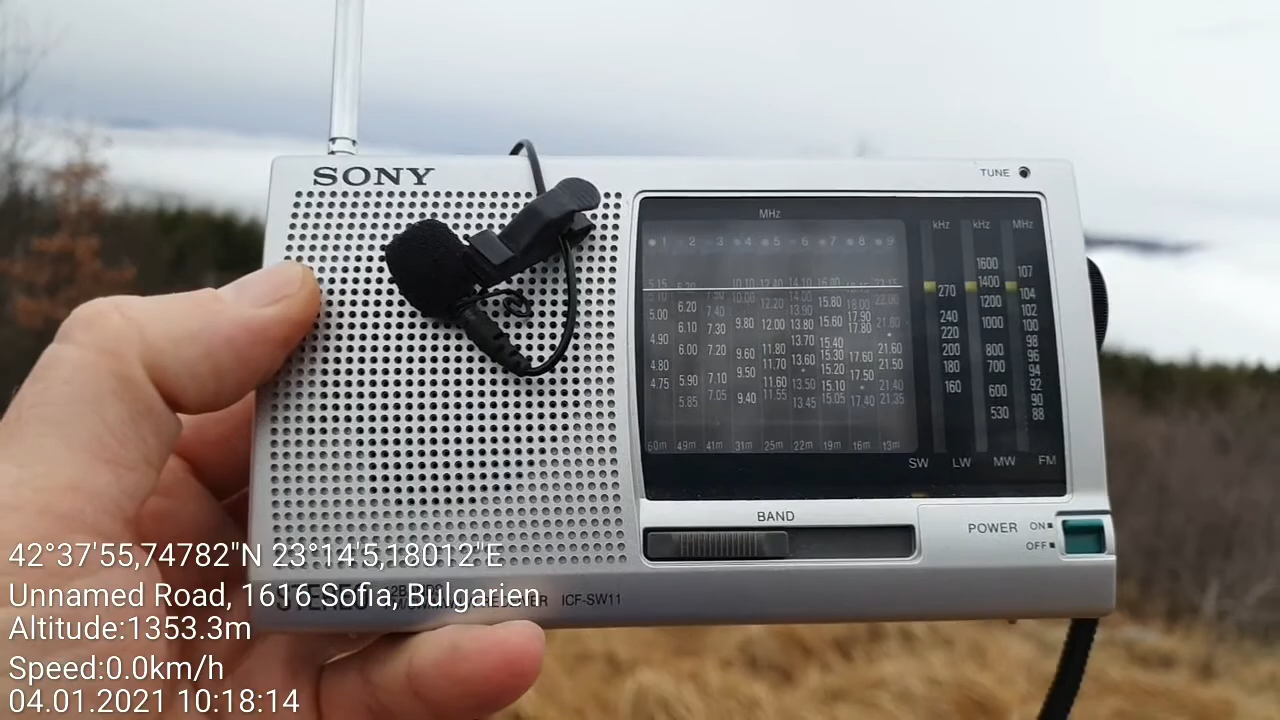 SONY
TUNE
MHz
kHz kHz MHz
1 2 3 4 5 6 7 8 9
5.15 6.30 10.10 12.40 14.10 16.00 22.15
5.10 7.50 10.00 12.20 14.00 15.80 18.00 22.00
5.00 6.20 7.40 13.90 17.90
6.10 7.30 9.80 12.00 13.80 15.60 17.80 21.80
4.90 13.70 15.40
6.00 7.20 9.60 11.80 13.60 15.30 17.60 21.60
4.80 9.50 11.70 15.20 21.50
4.75 5.90 7.10 11.60 13.50 15.10 17.50 21.40
5.85 7.05 9.40 11.55 13.45 15.05 17.40 21.35
60m 49m 41m 31m 25m 22m 19m 16m 13m
270
240
220
200
180
160
1600
1400
1200
1000
800
700
600
530
107
104
102
100
98
96
94
92
90
88
SW LW MW FM
BAND
POWER ON
OFF
STEREO
ICF-SW11
42°37'55,74782"N 23°14'5,18012"E
Unnamed Road, 1616 Sofia, Bulgarien
Altitude:1353.3m
Speed:0.0km/h
04.01.2021 10:18:14